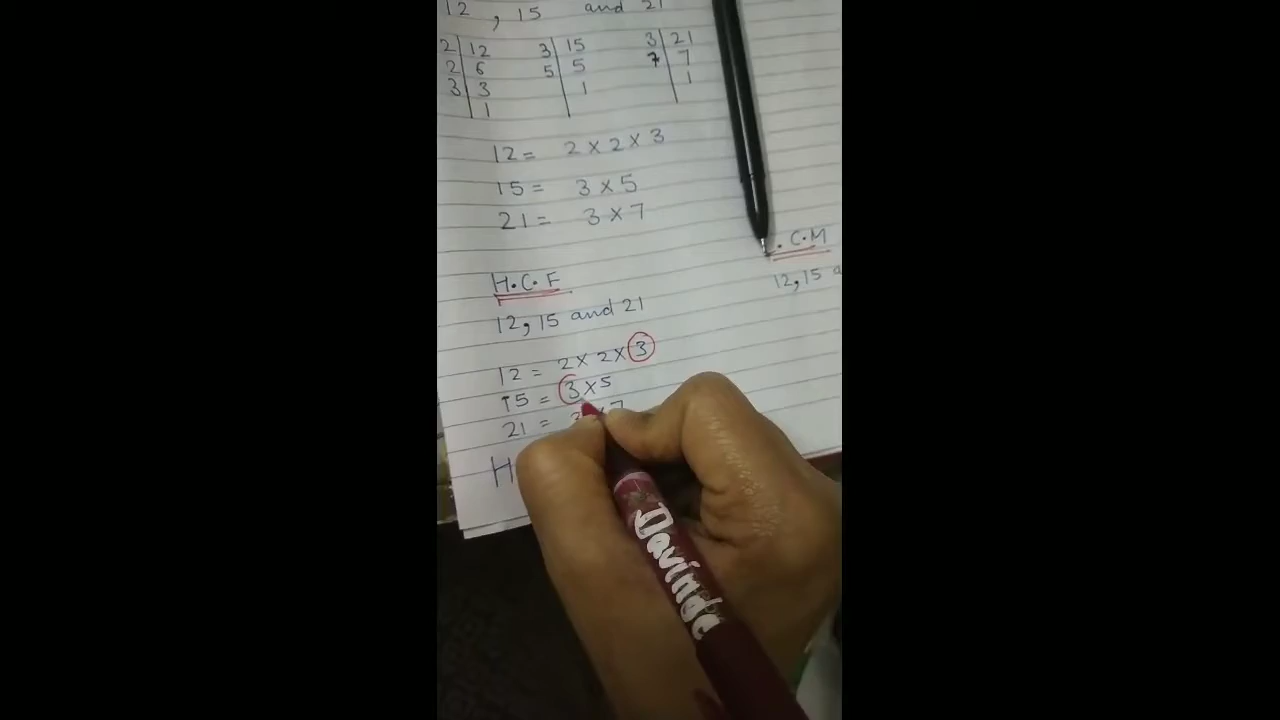 12, 15 and 21
2 12 3 15 3 21
2 6 5 5 7 7
3 3 1 1
1
12 = 2 x 2 x 3
15 = 3 x 5
21 = 3 x 7
.C.M
12,15
H.C.F
12, 15 and 21
12 = 2 x 2 x 3
15 = 3 x 5
21 = 3 x 7
H
Davinde